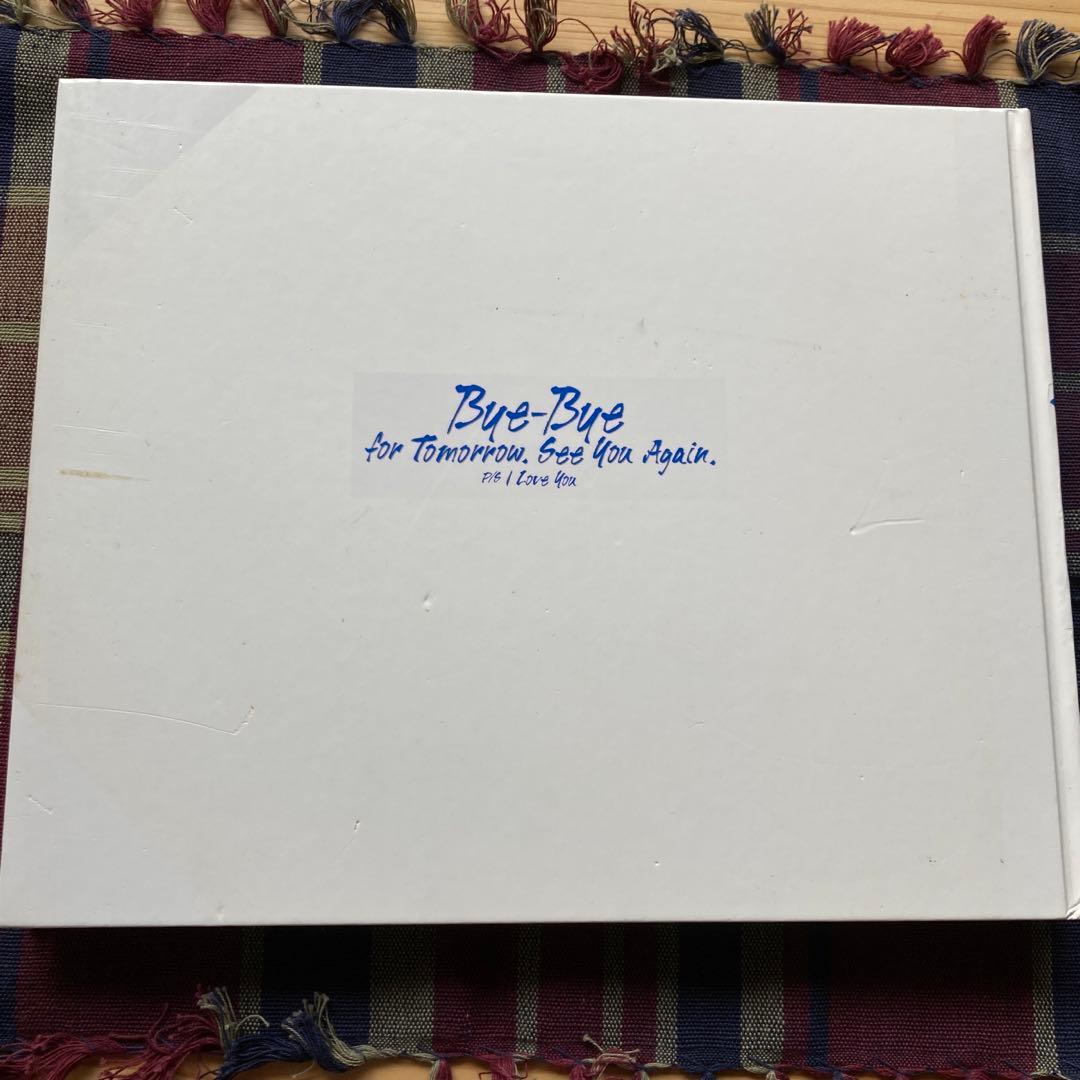 Bye-Bye
for Tomorrow. See You Again.
P/S I Love You